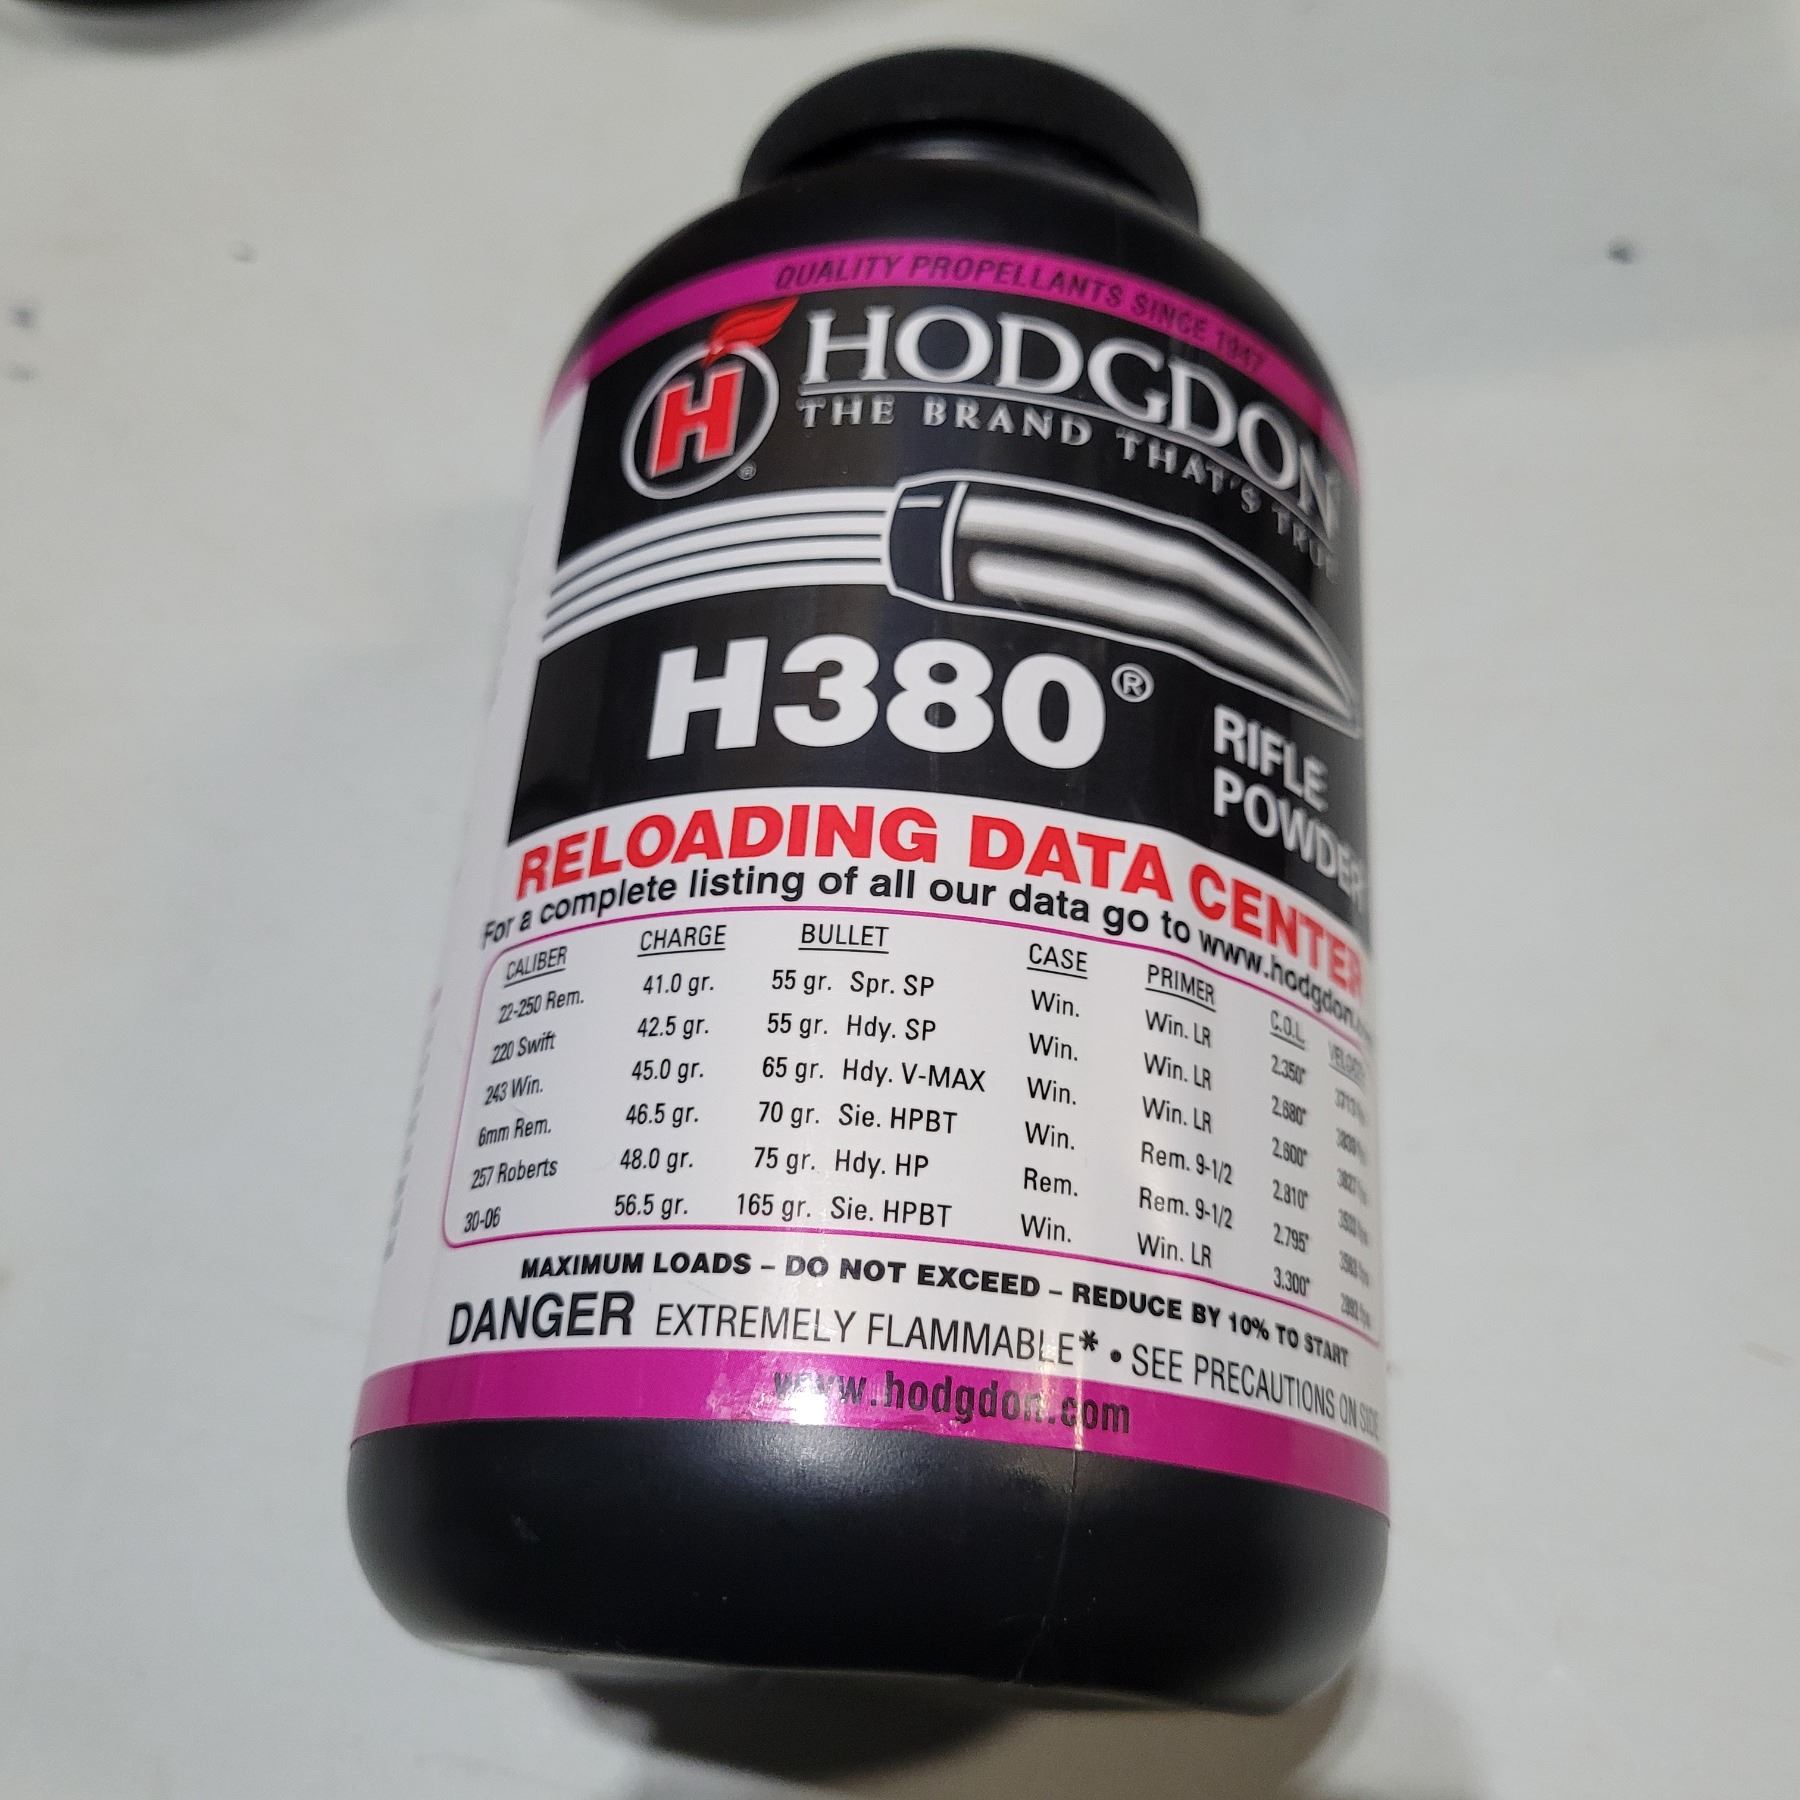 QUALITY PROPELLANTS SINCE 1947
H ®
HODGDON
THE BRAND THAT'S TRUE
H380®
RIFLE
POWDER
RELOADING DATA CENTER
For a complete listing of all our data go to www.hodgdon.
CALIBER CHARGE BULLET CASE PRIMER C.O.L. VELOCITY
22-250 Rem. 41.0 gr. 55 gr. Spr. SP Win. Win. LR 2.350"
220 Swift 42.5 gr. 55 gr. Hdy. SP Win. Win. LR 2.680"
243 Win. 45.0 gr. 65 gr. Hdy. V-MAX Win. Win. LR 2.600"
6mm Rem. 46.5 gr. 70 gr. Sie. HPBT Win. Rem. 9-1/2 2.810"
257 Roberts 48.0 gr. 75 gr. Hdy. HP Rem. Rem. 9-1/2 2.795"
30-06 56.5 gr. 165 gr. Sie. HPBT Win. Win. LR 3.300"
MAXIMUM LOADS – DO NOT EXCEED – REDUCE BY 10% TO START
DANGER EXTREMELY FLAMMABLE* • SEE PRECAUTIONS ON SIDE
www.hodgdon.com